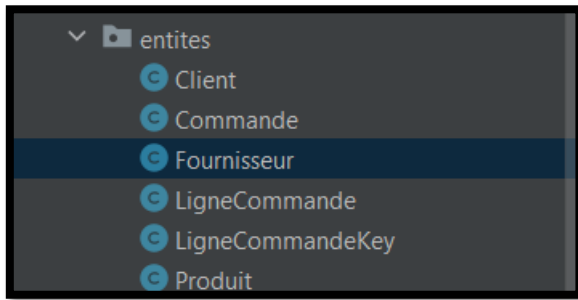 entites
C Client
C Commande
C Fournisseur
C LigneCommande
C LigneCommandeKey
C Produit